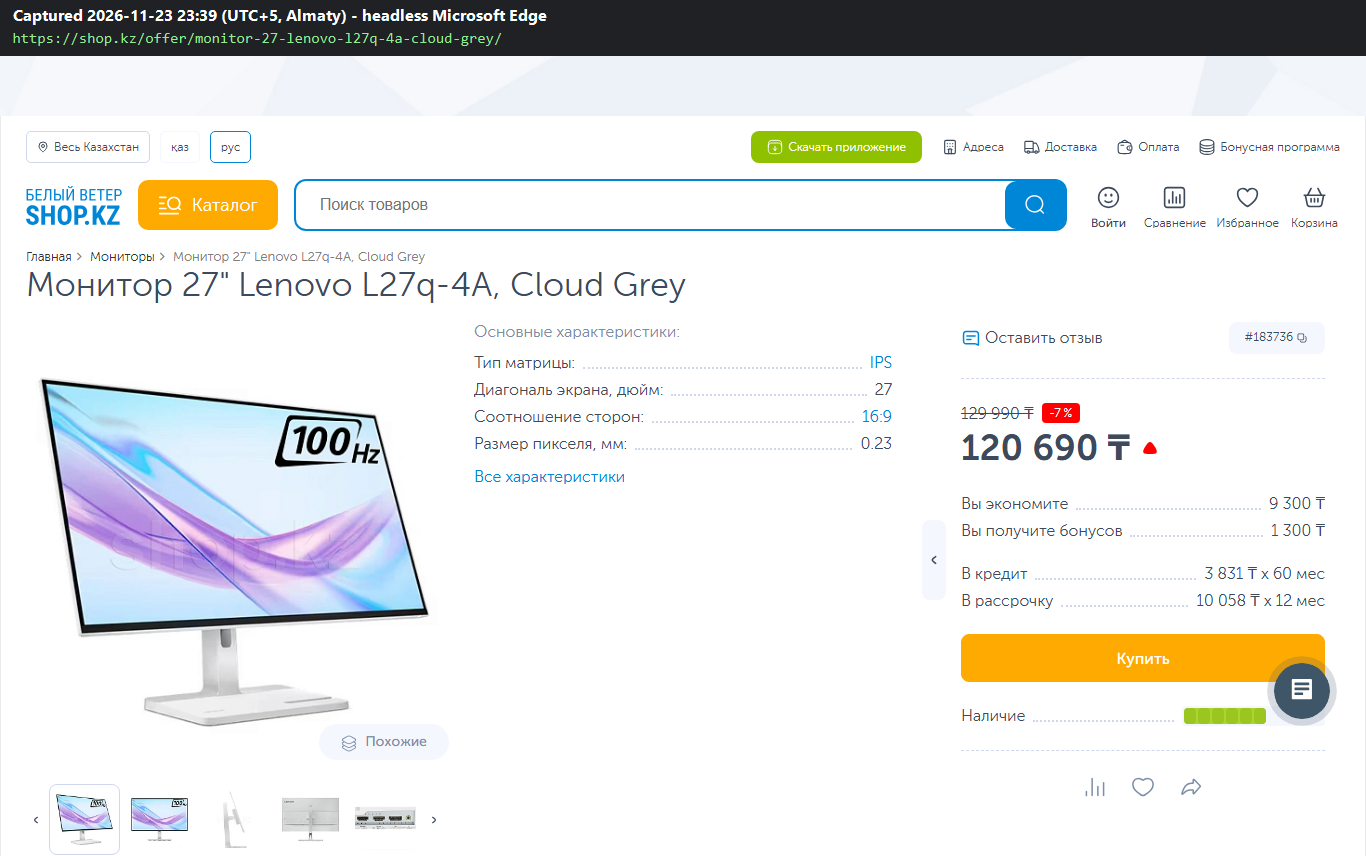 Captured 2026-11-23 23:39 (UTC+5, Almaty) - headless Microsoft Edge
https://shop.kz/offer/monitor-27-lenovo-l27q-4a-cloud-grey/
Весь Казахстан
қаз
рус
Скачать приложение
Адреса
Доставка
Оплата
Бонусная программа
БЕЛЫЙ ВЕТЕР
SHOP.KZ
Каталог
Поиск товаров
Войти
Сравнение
Избранное
Корзина
Главная > Мониторы > Монитор 27" Lenovo L27q-4A, Cloud Grey
Монитор 27" Lenovo L27q-4A, Cloud Grey
100 Hz
shop.kz
Похожие
Основные характеристики:
Тип матрицы: IPS
Диагональ экрана, дюйм: 27
Соотношение сторон: 16:9
Размер пикселя, мм: 0.23
Все характеристики
Оставить отзыв
#183736
129 990 ₸ -7%
120 690 ₸
Вы экономите 9 300 ₸
Вы получите бонусов 1 300 ₸
В кредит 3 831 ₸ x 60 мес
В рассрочку 10 058 ₸ x 12 мес
Купить
Наличие